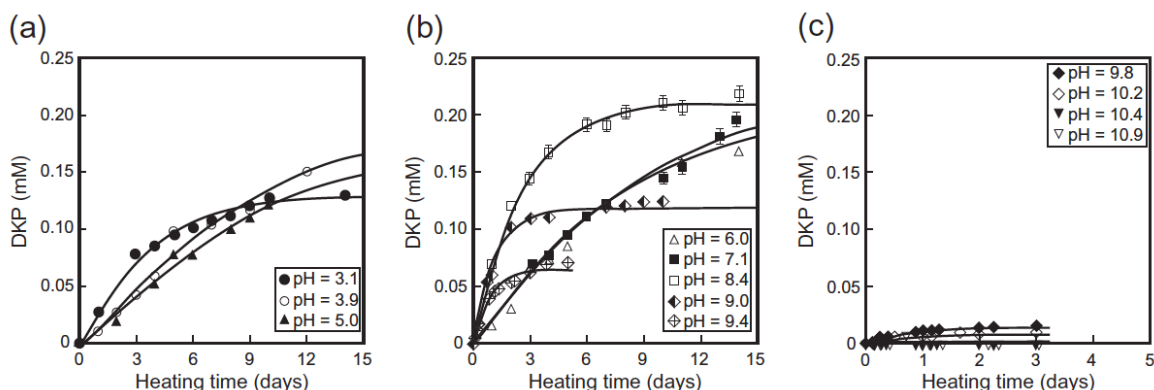 (a)
0.25
0.20
0.15
0.10
0.05
0
DKP (mM)
0 3 6 9 12 15
Heating time (days)
pH = 3.1
pH = 3.9
pH = 5.0
(b)
0.25
0.20
0.15
0.10
0.05
0
DKP (mM)
0 3 6 9 12 15
Heating time (days)
pH = 6.0
pH = 7.1
pH = 8.4
pH = 9.0
pH = 9.4
(c)
0.25
0.20
0.15
0.10
0.05
0
DKP (mM)
0 1 2 3 4 5
Heating time (days)
pH = 9.8
pH = 10.2
pH = 10.4
pH = 10.9